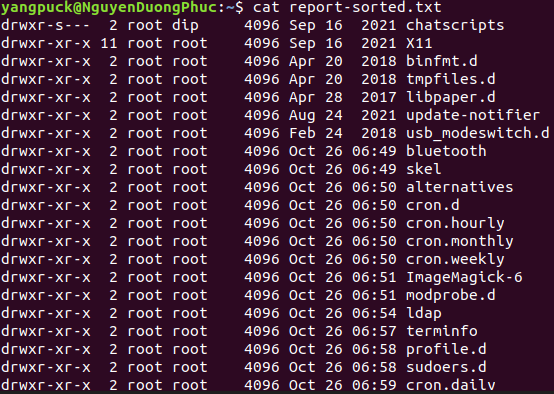 yangpuck@NguyenDuongPhuc:~$ cat report-sorted.txt
drwxr-s---  2 root dip     4096 Sep 16  2021 chatscripts
drwxr-xr-x 11 root root    4096 Sep 16  2021 X11
drwxr-xr-x  2 root root    4096 Apr 20  2018 binfmt.d
drwxr-xr-x  2 root root    4096 Apr 20  2018 tmpfiles.d
drwxr-xr-x  2 root root    4096 Apr 28  2017 libpaper.d
drwxr-xr-x  2 root root    4096 Aug 24  2021 update-notifier
drwxr-xr-x  2 root root    4096 Feb 24  2018 usb_modeswitch.d
drwxr-xr-x  2 root root    4096 Oct 26 06:49 bluetooth
drwxr-xr-x  2 root root    4096 Oct 26 06:49 skel
drwxr-xr-x  2 root root    4096 Oct 26 06:50 alternatives
drwxr-xr-x  2 root root    4096 Oct 26 06:50 cron.d
drwxr-xr-x  2 root root    4096 Oct 26 06:50 cron.hourly
drwxr-xr-x  2 root root    4096 Oct 26 06:50 cron.monthly
drwxr-xr-x  2 root root    4096 Oct 26 06:50 cron.weekly
drwxr-xr-x  2 root root    4096 Oct 26 06:51 ImageMagick-6
drwxr-xr-x  2 root root    4096 Oct 26 06:51 modprobe.d
drwxr-xr-x  2 root root    4096 Oct 26 06:54 ldap
drwxr-xr-x  2 root root    4096 Oct 26 06:57 terminfo
drwxr-xr-x  2 root root    4096 Oct 26 06:58 profile.d
drwxr-xr-x  2 root root    4096 Oct 26 06:58 sudoers.d
drwxr-xr-x  2 root root    4096 Oct 26 06:59 cron.daily